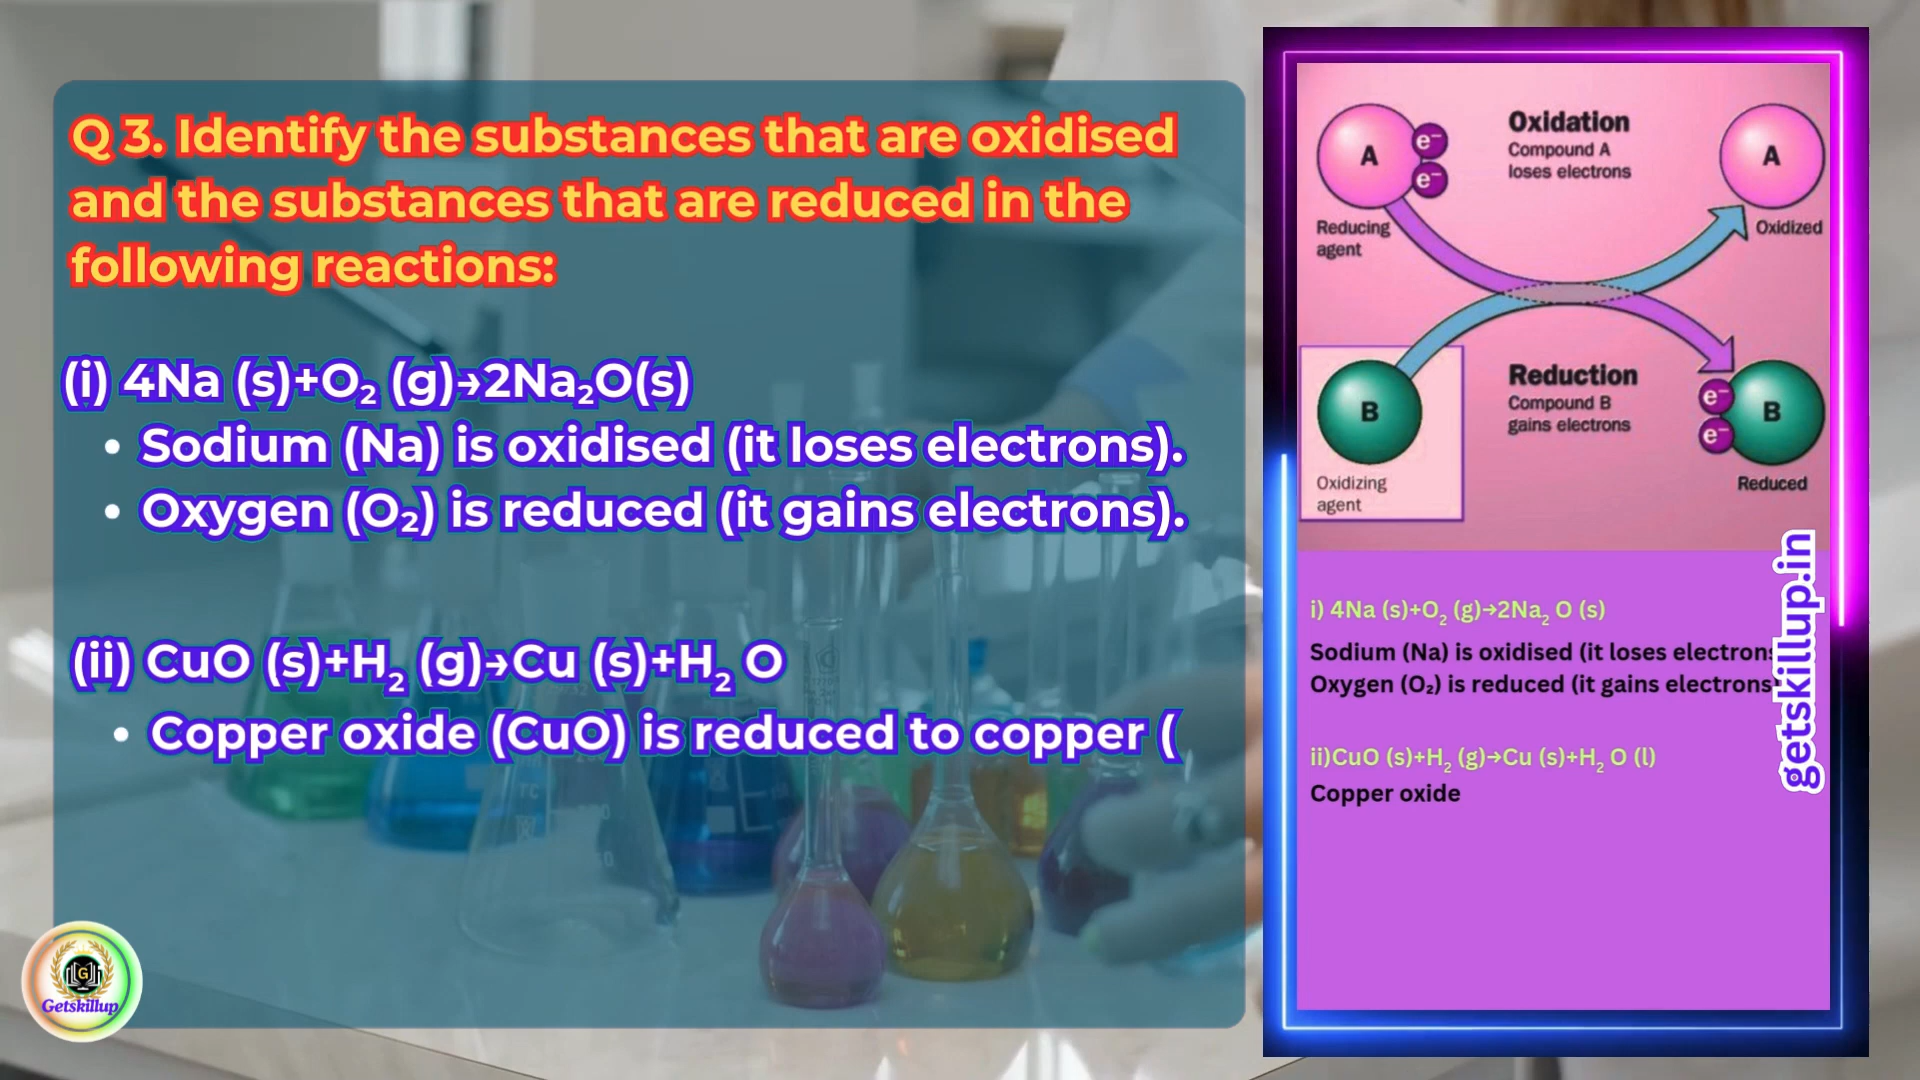 Q 3. Identify the substances that are oxidised
and the substances that are reduced in the
following reactions:
(i) 4Na (s)+O₂ (g)→2Na₂O(s)
• Sodium (Na) is oxidised (it loses electrons).
• Oxygen (O₂) is reduced (it gains electrons).
(ii) CuO (s)+H₂ (g)→Cu (s)+H₂ O
• Copper oxide (CuO) is reduced to copper (
Getskillup
A
e⁻
e⁻
Oxidation
Compound A
loses electrons
A
Reducing
agent
Oxidized
B
Reduction
Compound B
gains electrons
e⁻
e⁻
B
Oxidizing
agent
Reduced
i) 4Na (s)+O₂ (g)→2Na₂ O (s)
Sodium (Na) is oxidised (it loses electrons
Oxygen (O₂) is reduced (it gains electrons)
ii)CuO (s)+H₂ (g)→Cu (s)+H₂ O (l)
Copper oxide
getskillup.in